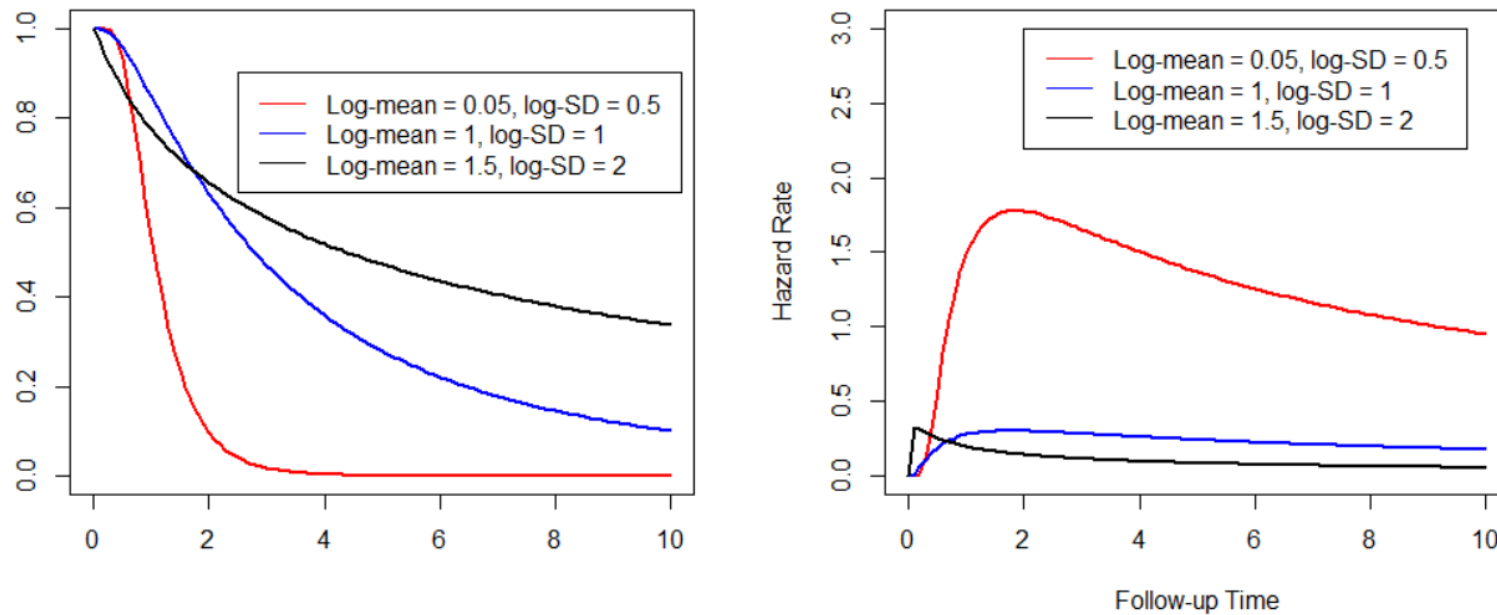 1.0
0.8
0.6
0.4
0.2
0.0
Log-mean = 0.05, log-SD = 0.5
Log-mean = 1, log-SD = 1
Log-mean = 1.5, log-SD = 2
0 2 4 6 8 10
Hazard Rate
3.0
2.5
2.0
1.5
1.0
0.5
0.0
Log-mean = 0.05, log-SD = 0.5
Log-mean = 1, log-SD = 1
Log-mean = 1.5, log-SD = 2
0 2 4 6 8 10
Follow-up Time